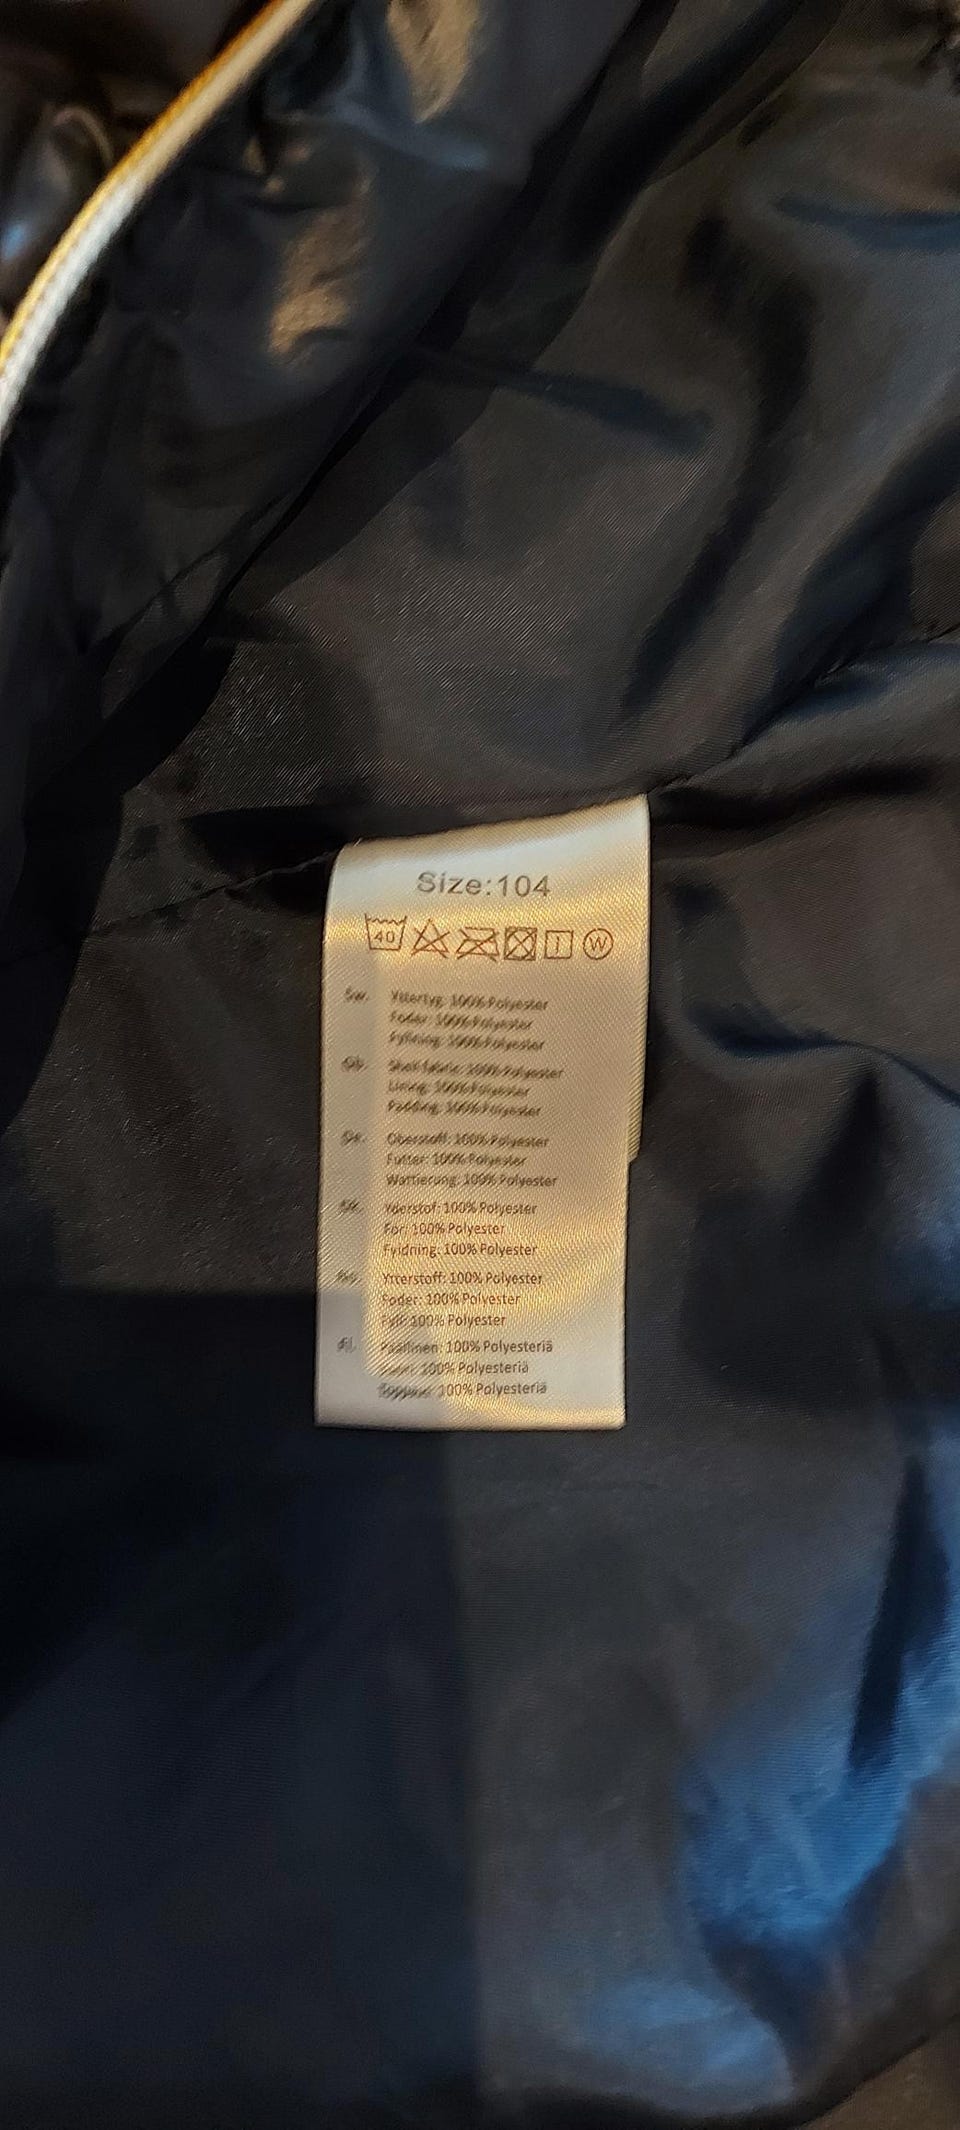 Size:104
40 W
Sw. Yttertyg: 100% Polyester
Foder: 100% Polyester
Fyllning: 100% Polyester
Gb. Shell fabric: 100% Polyester
Lining: 100% Polyester
Padding: 100% Polyester
De. Oberstoff: 100% Polyester
Futter: 100% Polyester
Wattierung: 100% Polyester
Dk. Yderstof: 100% Polyester
For: 100% Polyester
Fyldning: 100% Polyester
No. Ytterstoff: 100% Polyester
Foder: 100% Polyester
Fyll: 100% Polyester
Fi. Päällinen: 100% Polyesteriä
100% Polyesteriä
100% Polyesteriä